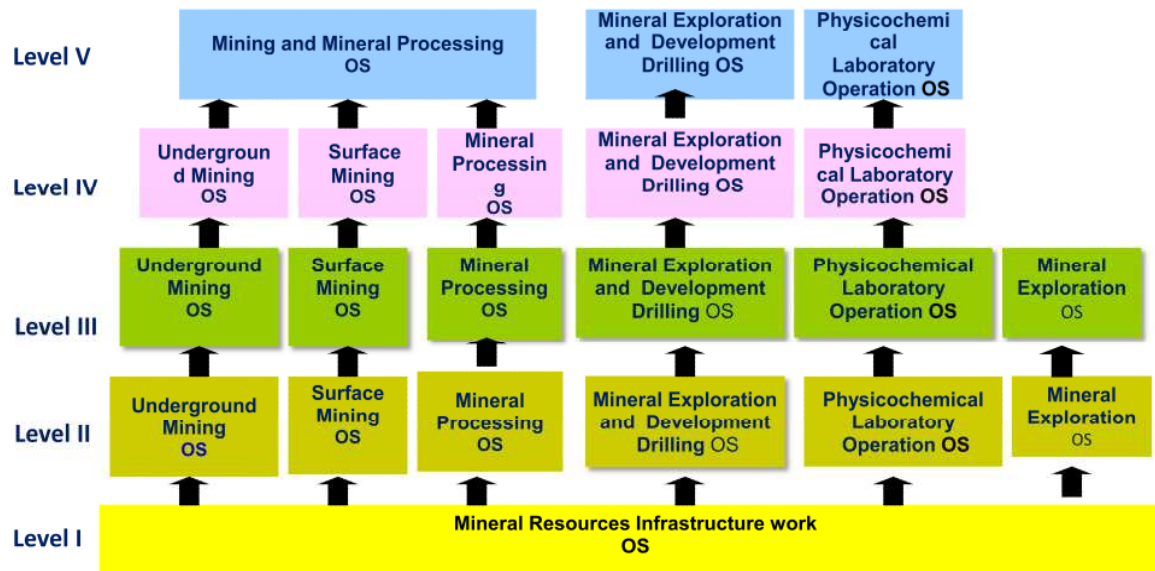 Level V
Mining and Mineral Processing
OS
Mineral Exploration
and Development
Drilling OS
Physicochemi
cal
Laboratory
Operation OS
Level IV
Undergroun
d Mining
OS
Surface
Mining
OS
Mineral
Processin
g
OS
Mineral Exploration
and Development
Drilling OS
Physicochemi
cal Laboratory
Operation OS
Level III
Underground
Mining
OS
Surface
Mining
OS
Mineral
Processing
OS
Mineral Exploration
and Development
Drilling OS
Physicochemical
Laboratory
Operation OS
Mineral
Exploration
OS
Level II
Underground
Mining
OS
Surface
Mining
OS
Mineral
Processing
OS
Mineral Exploration
and Development
Drilling OS
Physicochemical
Laboratory
Operation OS
Mineral
Exploration
OS
Level I
Mineral Resources Infrastructure work
OS